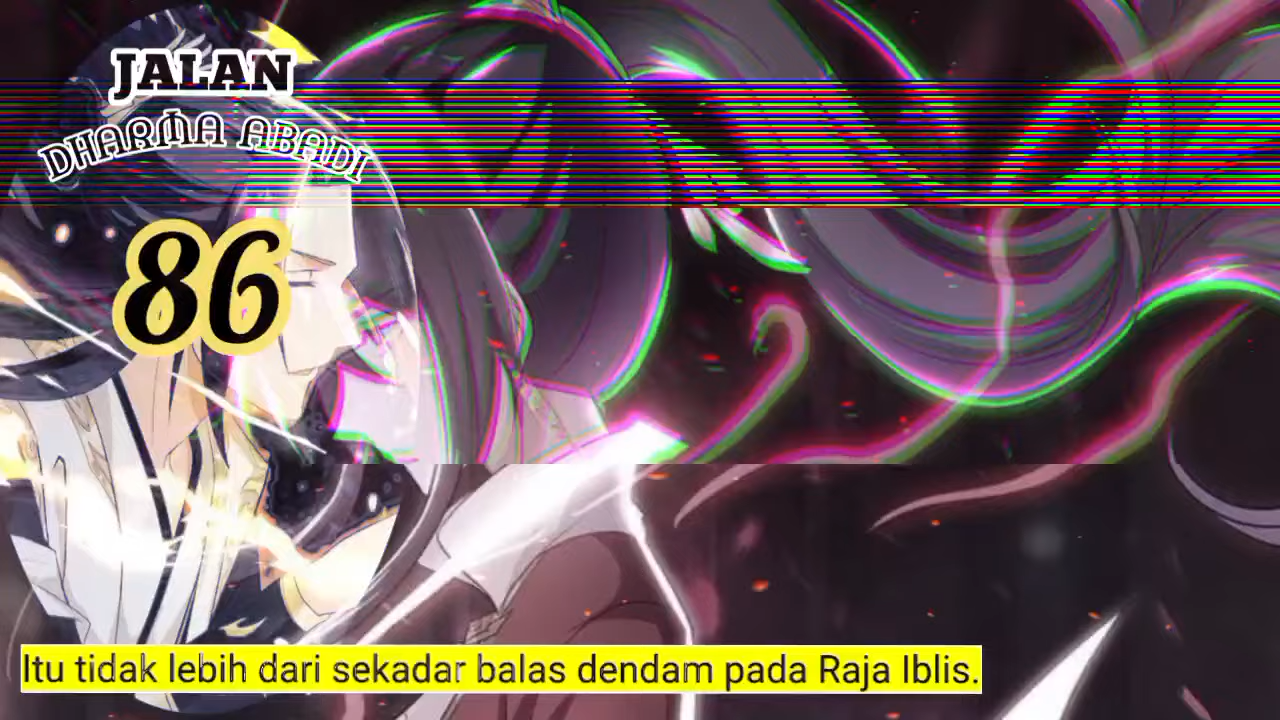 JALAN
DHARMA ABADI
86
Itu tidak lebih dari sekadar balas dendam pada Raja Iblis.